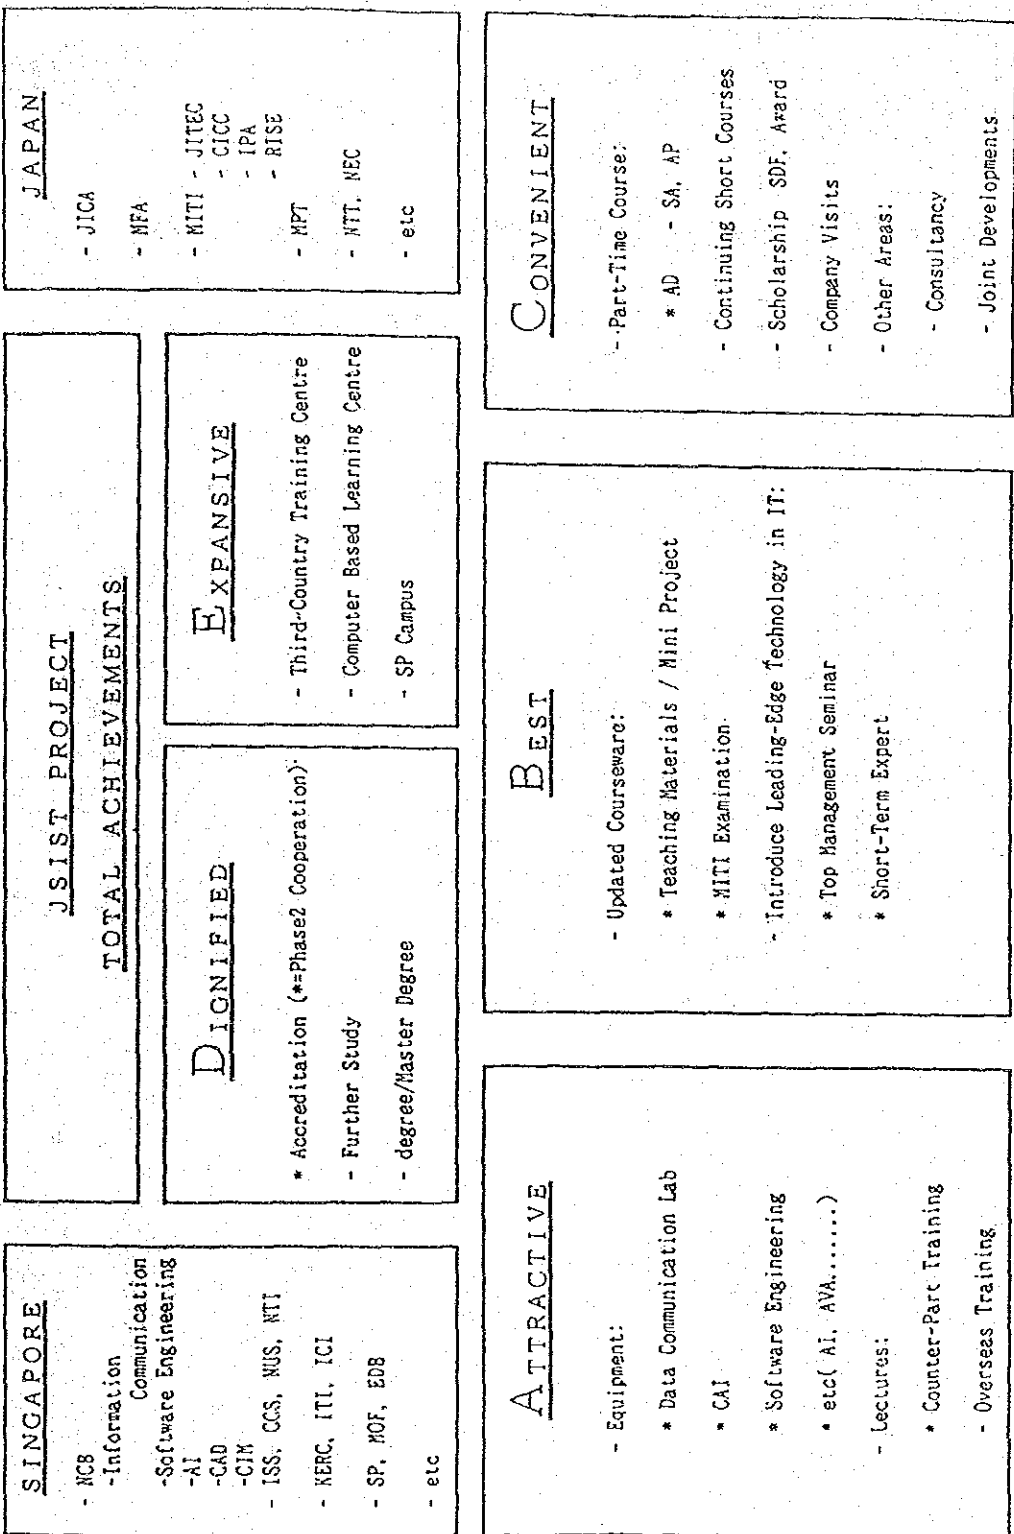 SINGAPORE
- NCB
-Information
Communication
-Software Engineering
-AI
-CAD
-CIM
- ISS, CCS, NUS, NTI
- KERC, ITI, ICI
- SP, MOF, EDB
- etc
JSIST PROJECT
TOTAL ACHIEVEMENTS
JAPAN
- JICA
- MFA
- MITI - JITEC
- CICC
- IPA
- RISE
- MPT
- NTT, NEC
- etc
DIGNIFIED
* Accreditation (*=Phase2 Cooperation)
- Further Study
- degree/Master Degree
EXPANSIVE
- Third-Country Training Centre
- Computer Based Learning Centre
- SP Campus
ATTRACTIVE
- Equipment:
* Data Communication Lab
* CAI
* Software Engineering
* etc( AI, AVA.......)
- Lectures:
* Counter-Part Training
- Overseas Training
BEST
- Updated Courseware:
* Teaching Materials / Mini Project
* MITI Examination
- Introduce Leading-Edge Technology in IT:
* Top Management Seminar
* Short-Term Expert
CONVENIENT
- Part-Time Course:
* AD - SA, AP
- Continuing Short Courses
- Scholarship SDF, Award
- Company Visits
- Other Areas:
- Consultancy
- Joint Developments